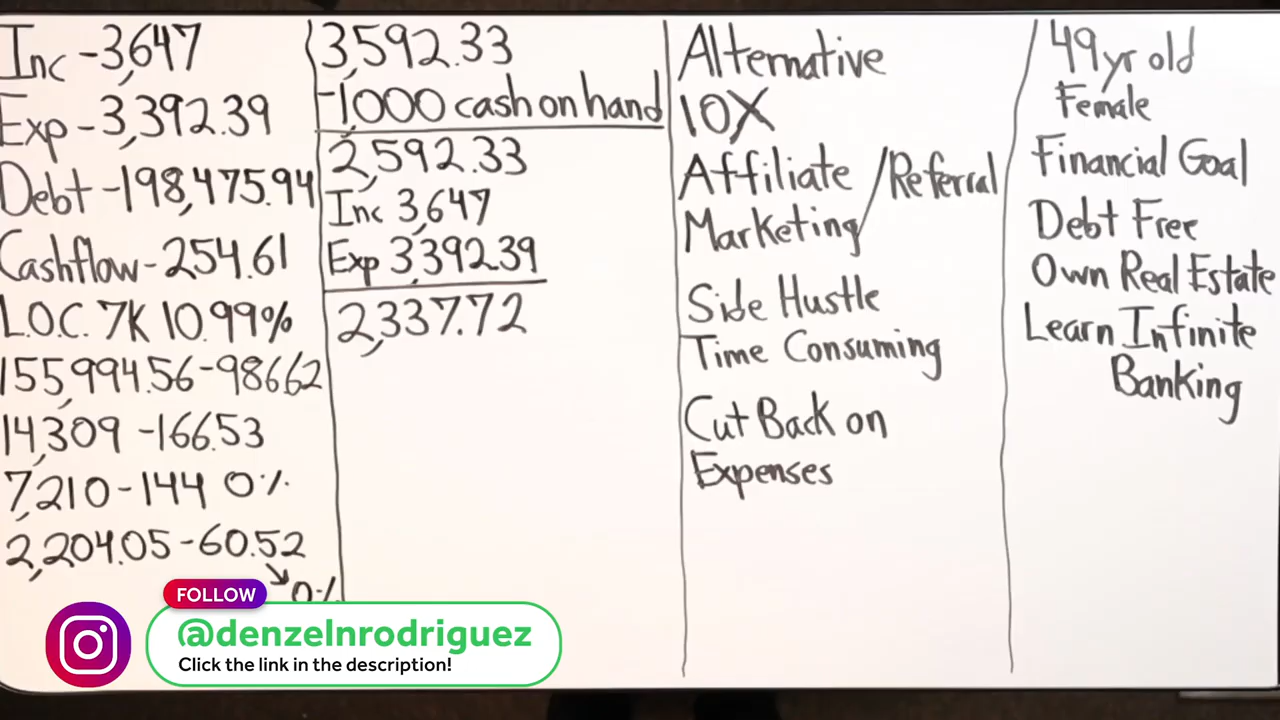 Inc - 3,647
Exp - 3,392.39
Debt - 198,475.94
Cashflow - 254.61
L.O.C. 7K 10.99%
155,994.56 - 98662
14,309 - 166.53
7,210 - 144 0%
2,204.05 - 60.52
0%
3,592.33
-1,000 cash on hand
2,592.33
Inc 3,647
Exp 3,392.39
2,337.72
Alternative
10X
Affiliate / Referral
Marketing
Side Hustle
Time Consuming
Cut Back on
Expenses
49 yr old
Female
Financial Goal
Debt Free
Own Real Estate
Learn Infinite
Banking
FOLLOW
@denzelnrodriguez
Click the link in the description!